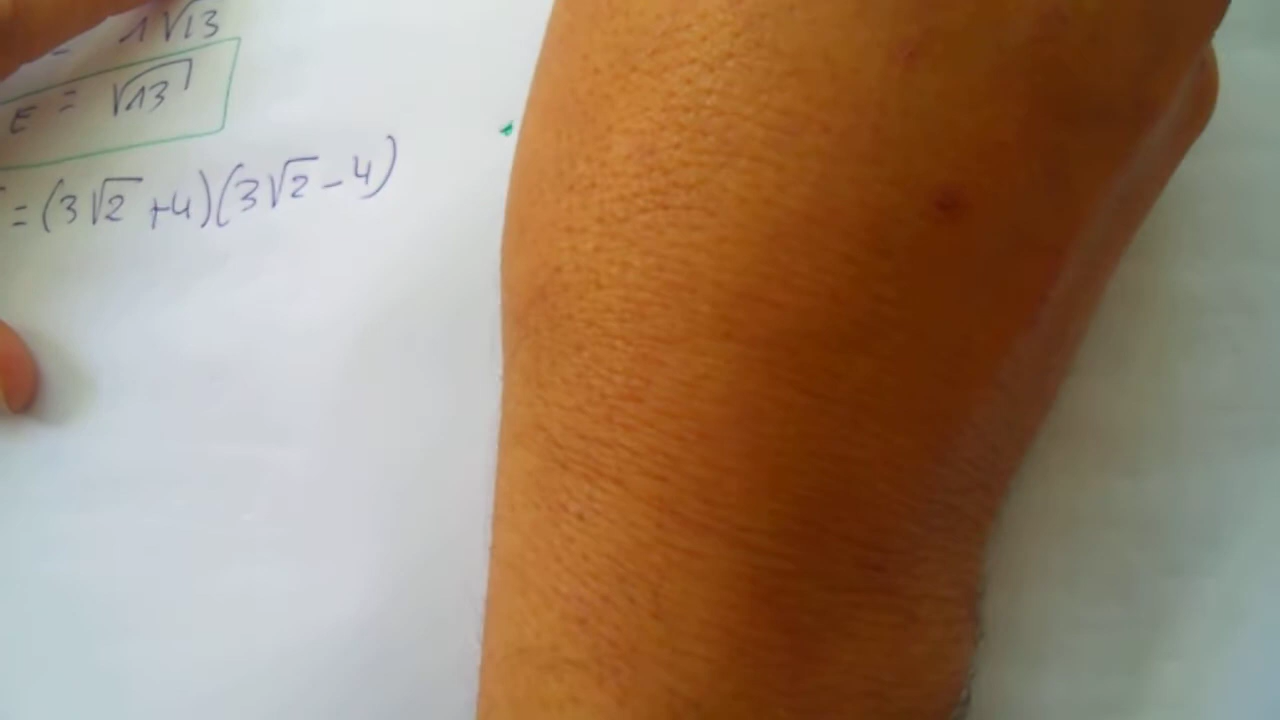 - 1√13
E = √13
= (3√2 +4)(3√2 - 4)